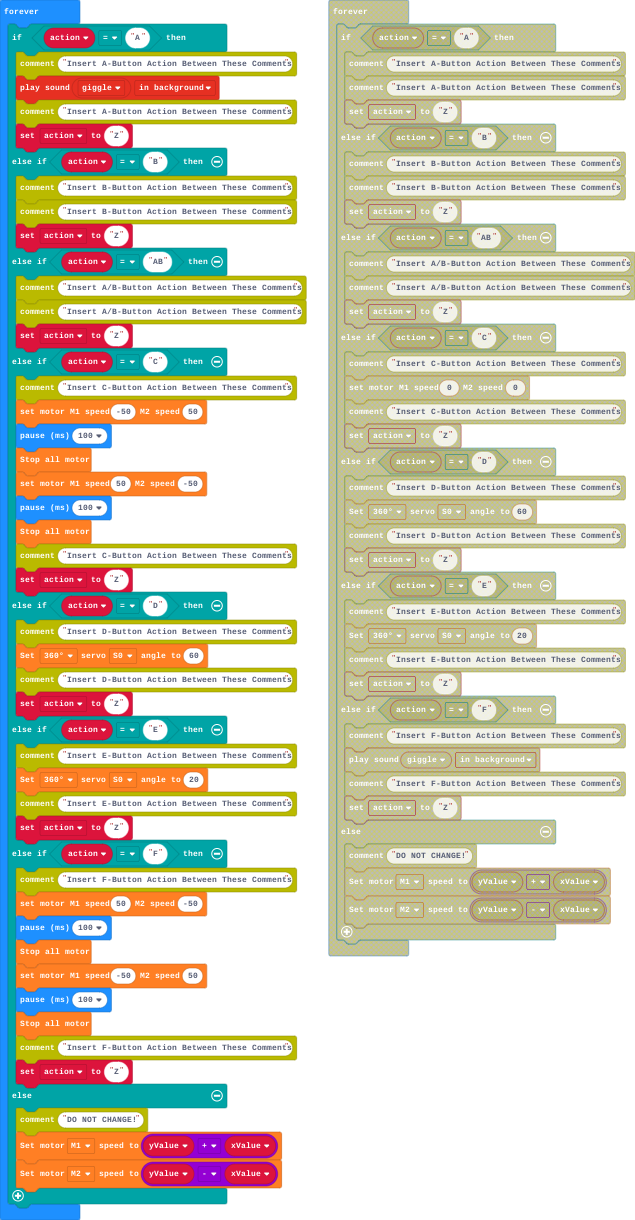 forever
if action = "A" then
comment "Insert A-Button Action Between These Comments"
play sound giggle in background
comment "Insert A-Button Action Between These Comments"
set action to "Z"
else if action = "B" then
comment "Insert B-Button Action Between These Comments"
comment "Insert B-Button Action Between These Comments"
set action to "Z"
else if action = "AB" then
comment "Insert A/B-Button Action Between These Comments"
comment "Insert A/B-Button Action Between These Comments"
set action to "Z"
else if action = "C" then
comment "Insert C-Button Action Between These Comments"
set motor M1 speed -50 M2 speed 50
pause (ms) 100
Stop all motor
set motor M1 speed 50 M2 speed -50
pause (ms) 100
Stop all motor
comment "Insert C-Button Action Between These Comments"
set action to "Z"
else if action = "D" then
comment "Insert D-Button Action Between These Comments"
Set 360° servo S0 angle to 60
comment "Insert D-Button Action Between These Comments"
set action to "Z"
else if action = "E" then
comment "Insert E-Button Action Between These Comments"
Set 360° servo S0 angle to 20
comment "Insert E-Button Action Between These Comments"
set action to "Z"
else if action = "F" then
comment "Insert F-Button Action Between These Comments"
set motor M1 speed 50 M2 speed -50
pause (ms) 100
Stop all motor
set motor M1 speed -50 M2 speed 50
pause (ms) 100
Stop all motor
comment "Insert F-Button Action Between These Comments"
set action to "Z"
else
comment "DO NOT CHANGE!"
Set motor M1 speed to yValue + xValue
Set motor M2 speed to yValue - xValue
forever
if action = "A" then
comment "Insert A-Button Action Between These Comments"
comment "Insert A-Button Action Between These Comments"
set action to "Z"
else if action = "B" then
comment "Insert B-Button Action Between These Comments"
comment "Insert B-Button Action Between These Comments"
set action to "Z"
else if action = "AB" then
comment "Insert A/B-Button Action Between These Comments"
comment "Insert A/B-Button Action Between These Comments"
set action to "Z"
else if action = "C" then
comment "Insert C-Button Action Between These Comments"
set motor M1 speed 0 M2 speed 0
comment "Insert C-Button Action Between These Comments"
set action to "Z"
else if action = "D" then
comment "Insert D-Button Action Between These Comments"
Set 360° servo S0 angle to 60
comment "Insert D-Button Action Between These Comments"
set action to "Z"
else if action = "E" then
comment "Insert E-Button Action Between These Comments"
Set 360° servo S0 angle to 20
comment "Insert E-Button Action Between These Comments"
set action to "Z"
else if action = "F" then
comment "Insert F-Button Action Between These Comments"
play sound giggle in background
comment "Insert F-Button Action Between These Comments"
set action to "Z"
else
comment "DO NOT CHANGE!"
Set motor M1 speed to yValue + xValue
Set motor M2 speed to yValue - xValue